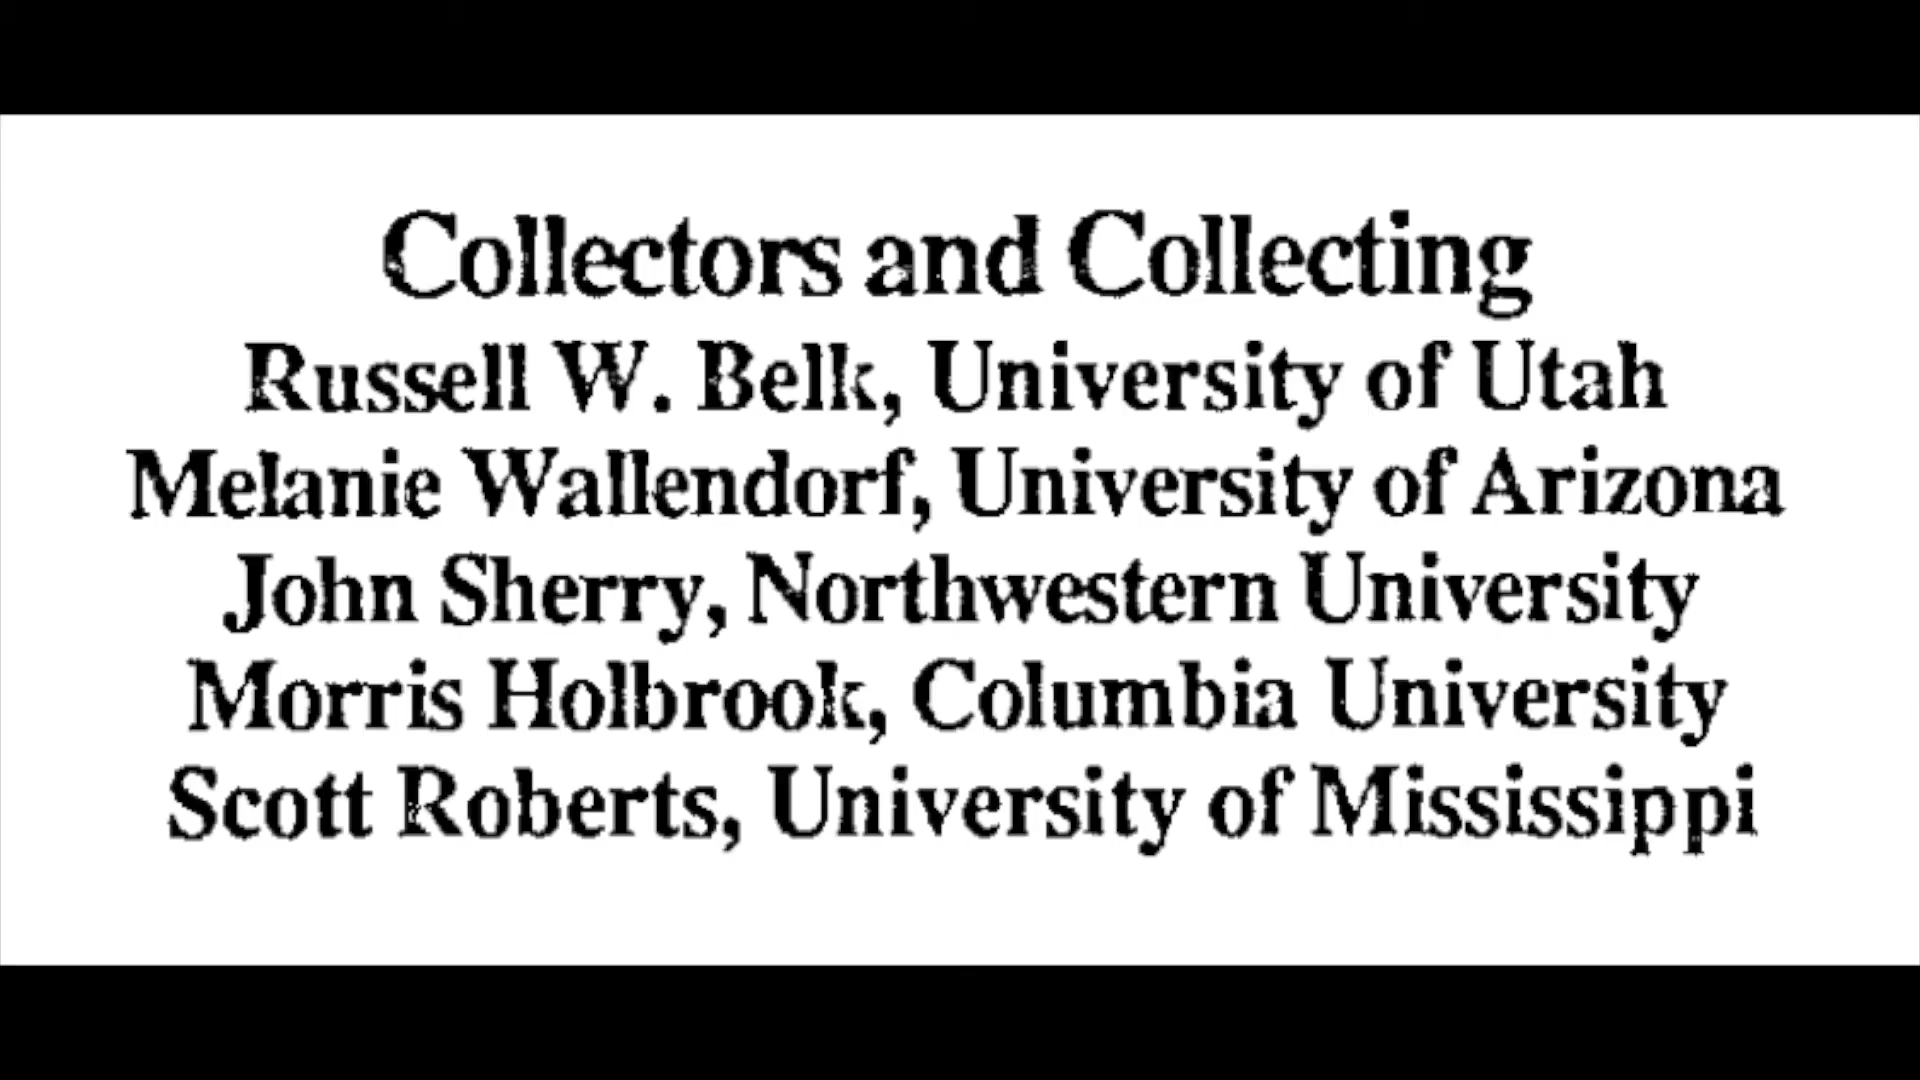 Collectors and Collecting
Russell W. Belk, University of Utah
Melanie Wallendorf, University of Arizona
John Sherry, Northwestern University
Morris Holbrook, Columbia University
Scott Roberts, University of Mississippi